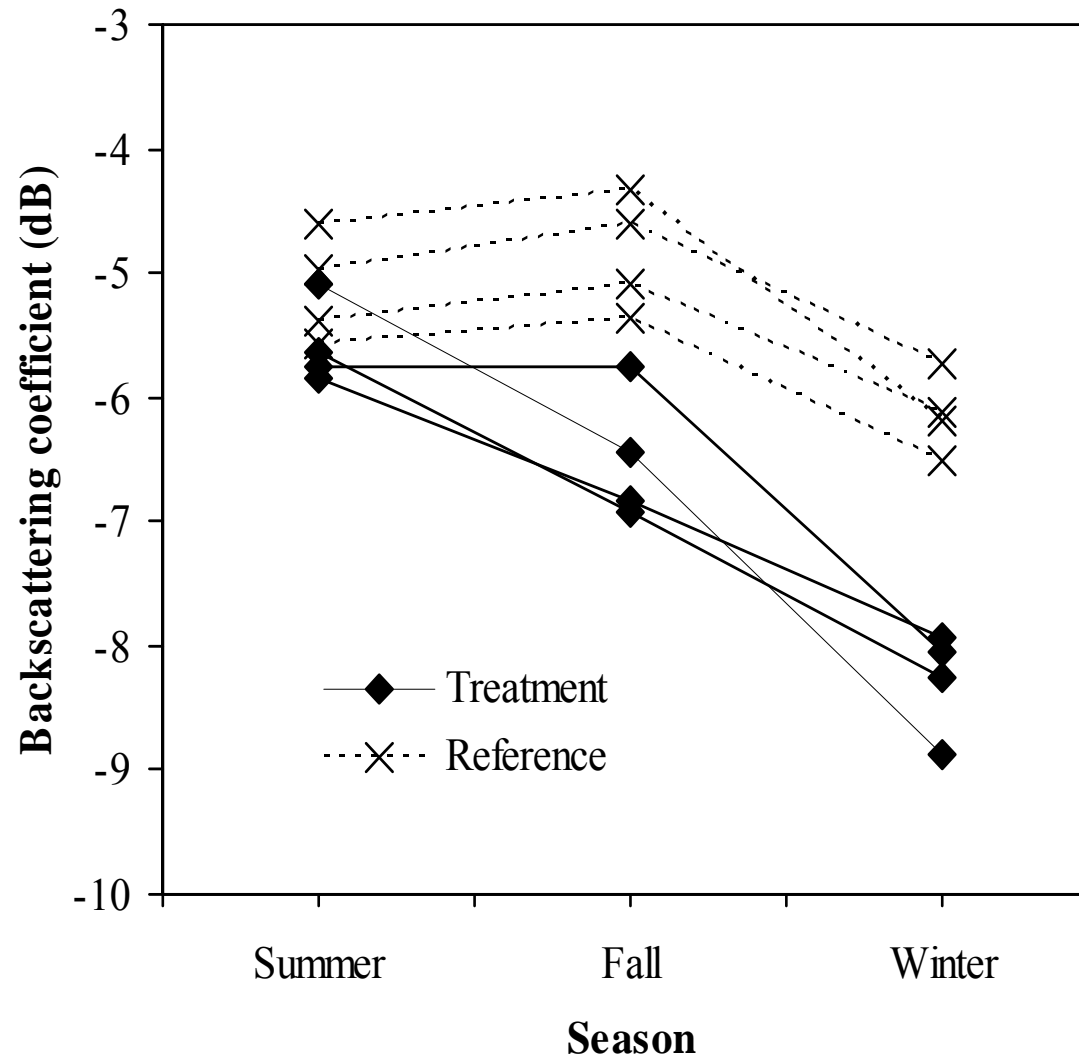 -3
-4
-5
-6
-7
-8
-9
-10
Backscattering coefficient (dB)
Treatment
Reference
Summer Fall Winter
Season